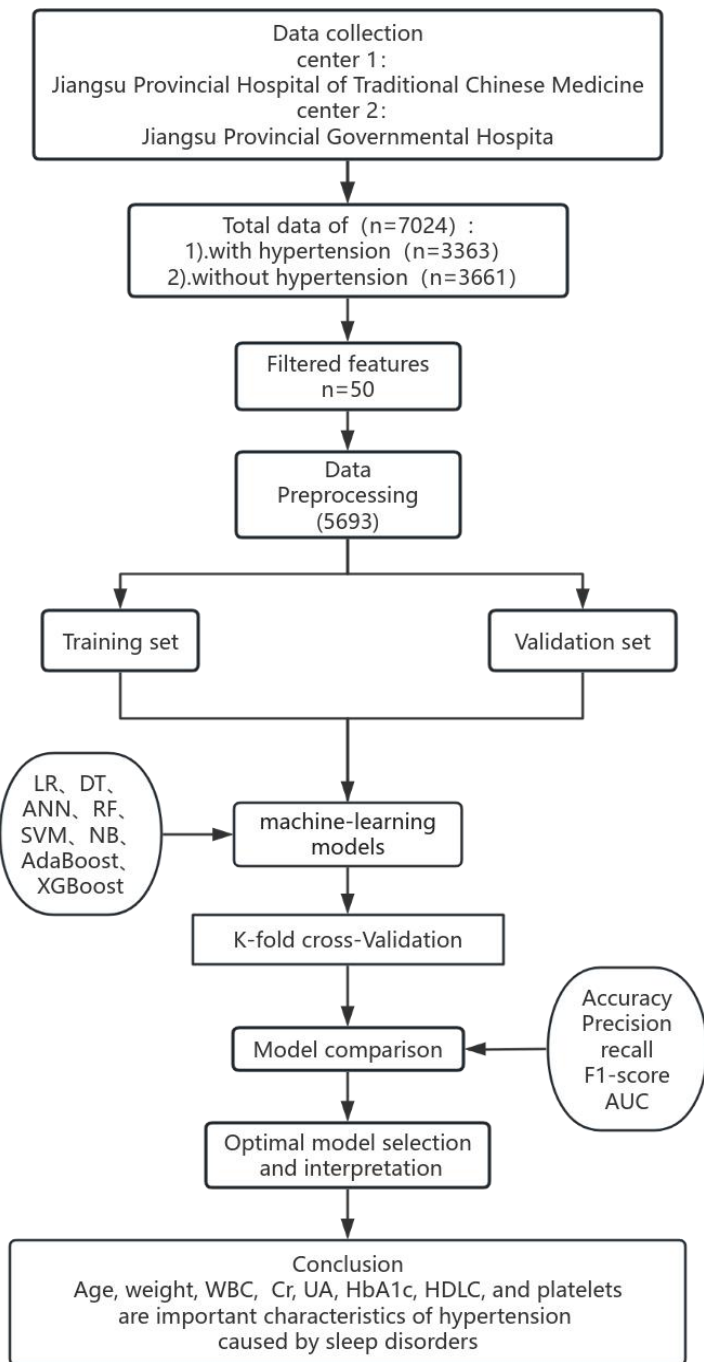 Data collection
center 1：
Jiangsu Provincial Hospital of Traditional Chinese Medicine
center 2：
Jiangsu Provincial Governmental Hospita
Total data of（n=7024）:
1).with hypertension（n=3363）
2).without hypertension（n=3661）
Filtered features
n=50
Data
Preprocessing
(5693)
Training set
Validation set
LR、DT、
ANN、RF、
SVM、NB、
AdaBoost、
XGBoost
machine-learning
models
K-fold cross-Validation
Accuracy
Precision
recall
F1-score
AUC
Model comparison
Optimal model selection
and interpretation
Conclusion
Age, weight, WBC, Cr, UA, HbA1c, HDLC, and platelets
are important characteristics of hypertension
caused by sleep disorders